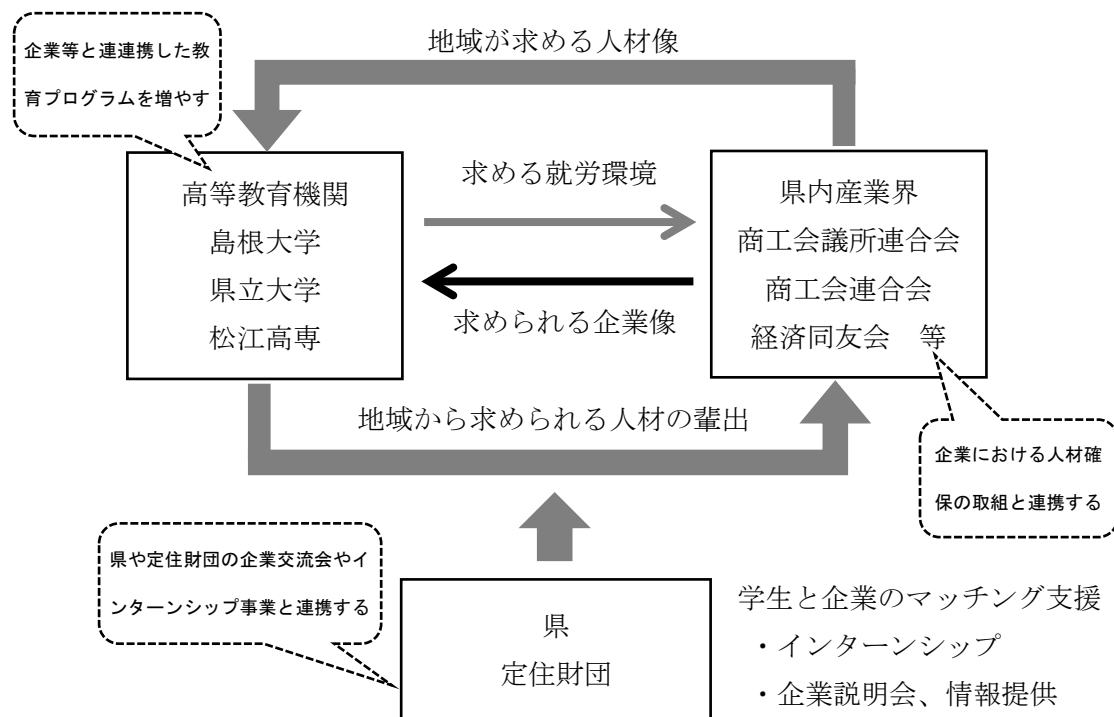 地域が求める人材像
企業等と連連携した教
育プログラムを増やす
高等教育機関
島根大学
県立大学
松江高専
求める就労環境
求められる企業像
県内産業界
商工会議所連合会
商工会連合会
経済同友会　等
地域から求められる人材の輩出
企業における人材確
保の取組と連携する
県や定住財団の企業交流会やイ
ンターンシップ事業と連携する
県
定住財団
学生と企業のマッチング支援
・インターンシップ
・企業説明会、情報提供